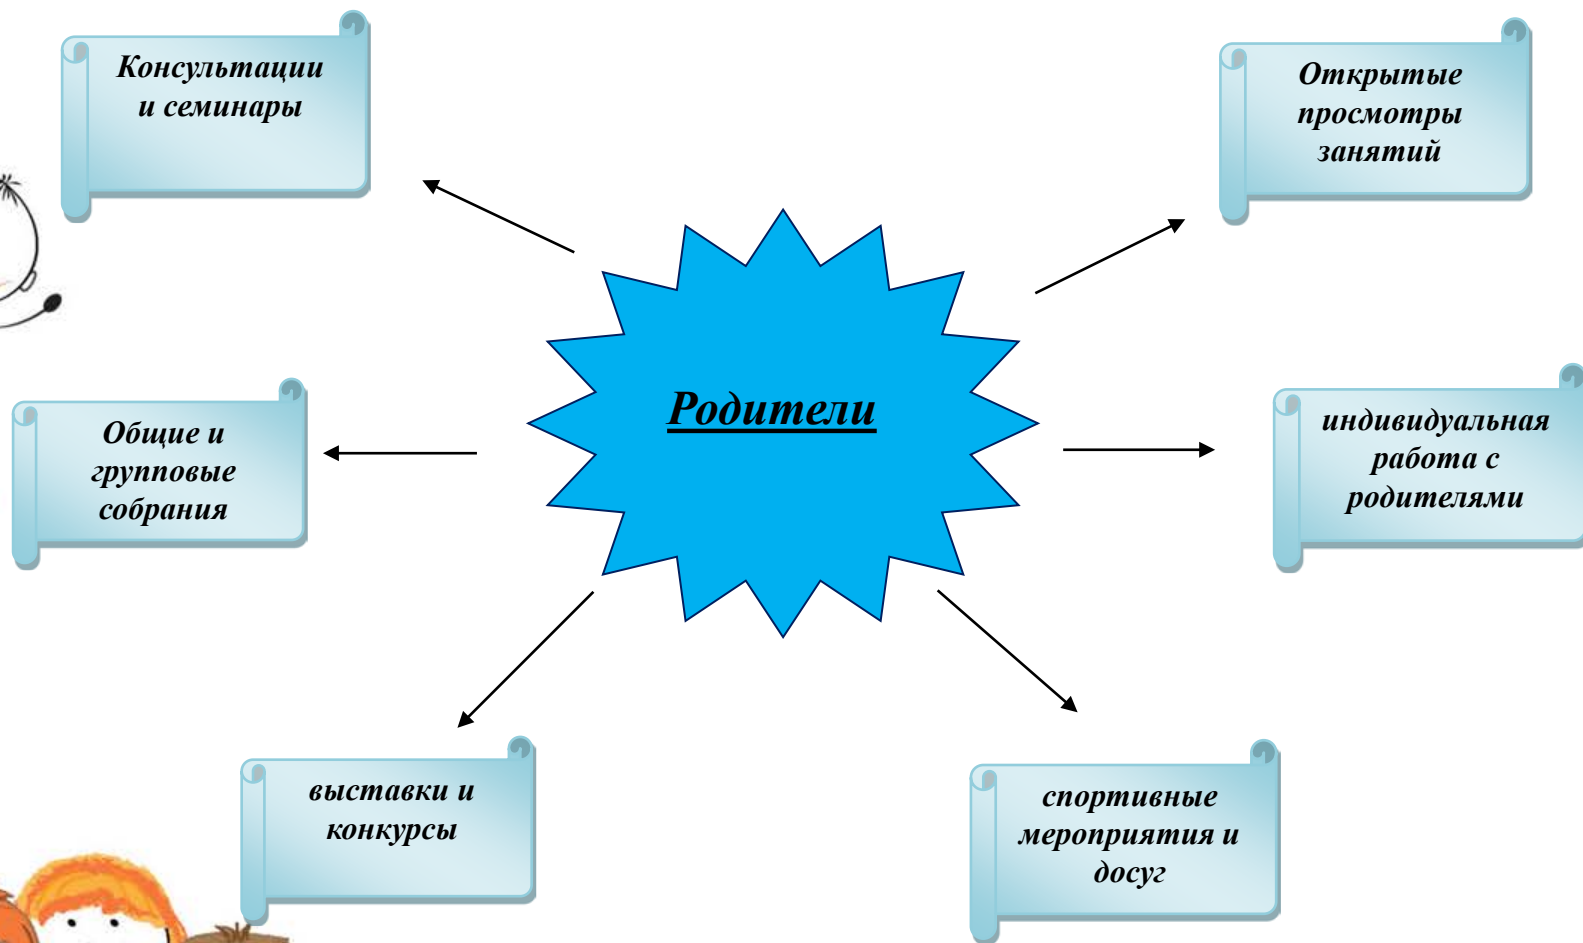 Консультации
и семинары
Открытые
просмотры
занятий
Родители
Общие и
групповые
собрания
индивидуальная
работа с
родителями
выставки и
конкурсы
спортивные
мероприятия и
досуг